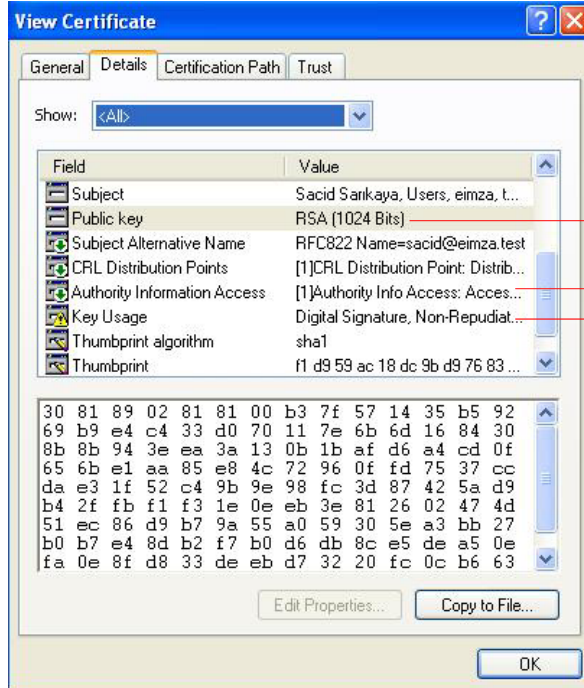 View Certificate
General Details Certification Path Trust
Show: <All>
Field Value
Subject Sacid Sarıkaya, Users, eimza, t...
Public key RSA (1024 Bits)
Subject Alternative Name RFC822 Name=sacid@eimza.test
CRL Distribution Points [1]CRL Distribution Point: Distrib...
Authority Information Access [1]Authority Info Access: Acces...
Key Usage Digital Signature, Non-Repudiat...
Thumbprint algorithm sha1
Thumbprint f1 d9 59 ac 18 dc 9b d9 76 83 ...
30 81 89 02 81 81 00 b3 7f 57 14 35 b5 92
69 b9 e4 c4 33 d0 70 11 7e 6b 6d 16 84 30
8b 8b 94 3e ea 3a 13 0b 1b af d6 a4 cd 0f
65 6b e1 aa 85 e8 4c 72 96 0f fd 75 37 cc
da e3 1f 52 c4 9b 9e 98 fc 3d 87 42 5a d9
b4 2f fb f1 f3 1e 0e eb 3e 81 26 02 47 4d
51 ec 86 d9 b7 9a 55 a0 59 30 5e a3 bb 27
b0 b7 e4 8d b2 f7 b0 d6 db 8c e5 de a5 0e
fa 0e 8f d8 33 de eb d7 32 20 fc 0c b6 63
Edit Properties... Copy to File...
OK